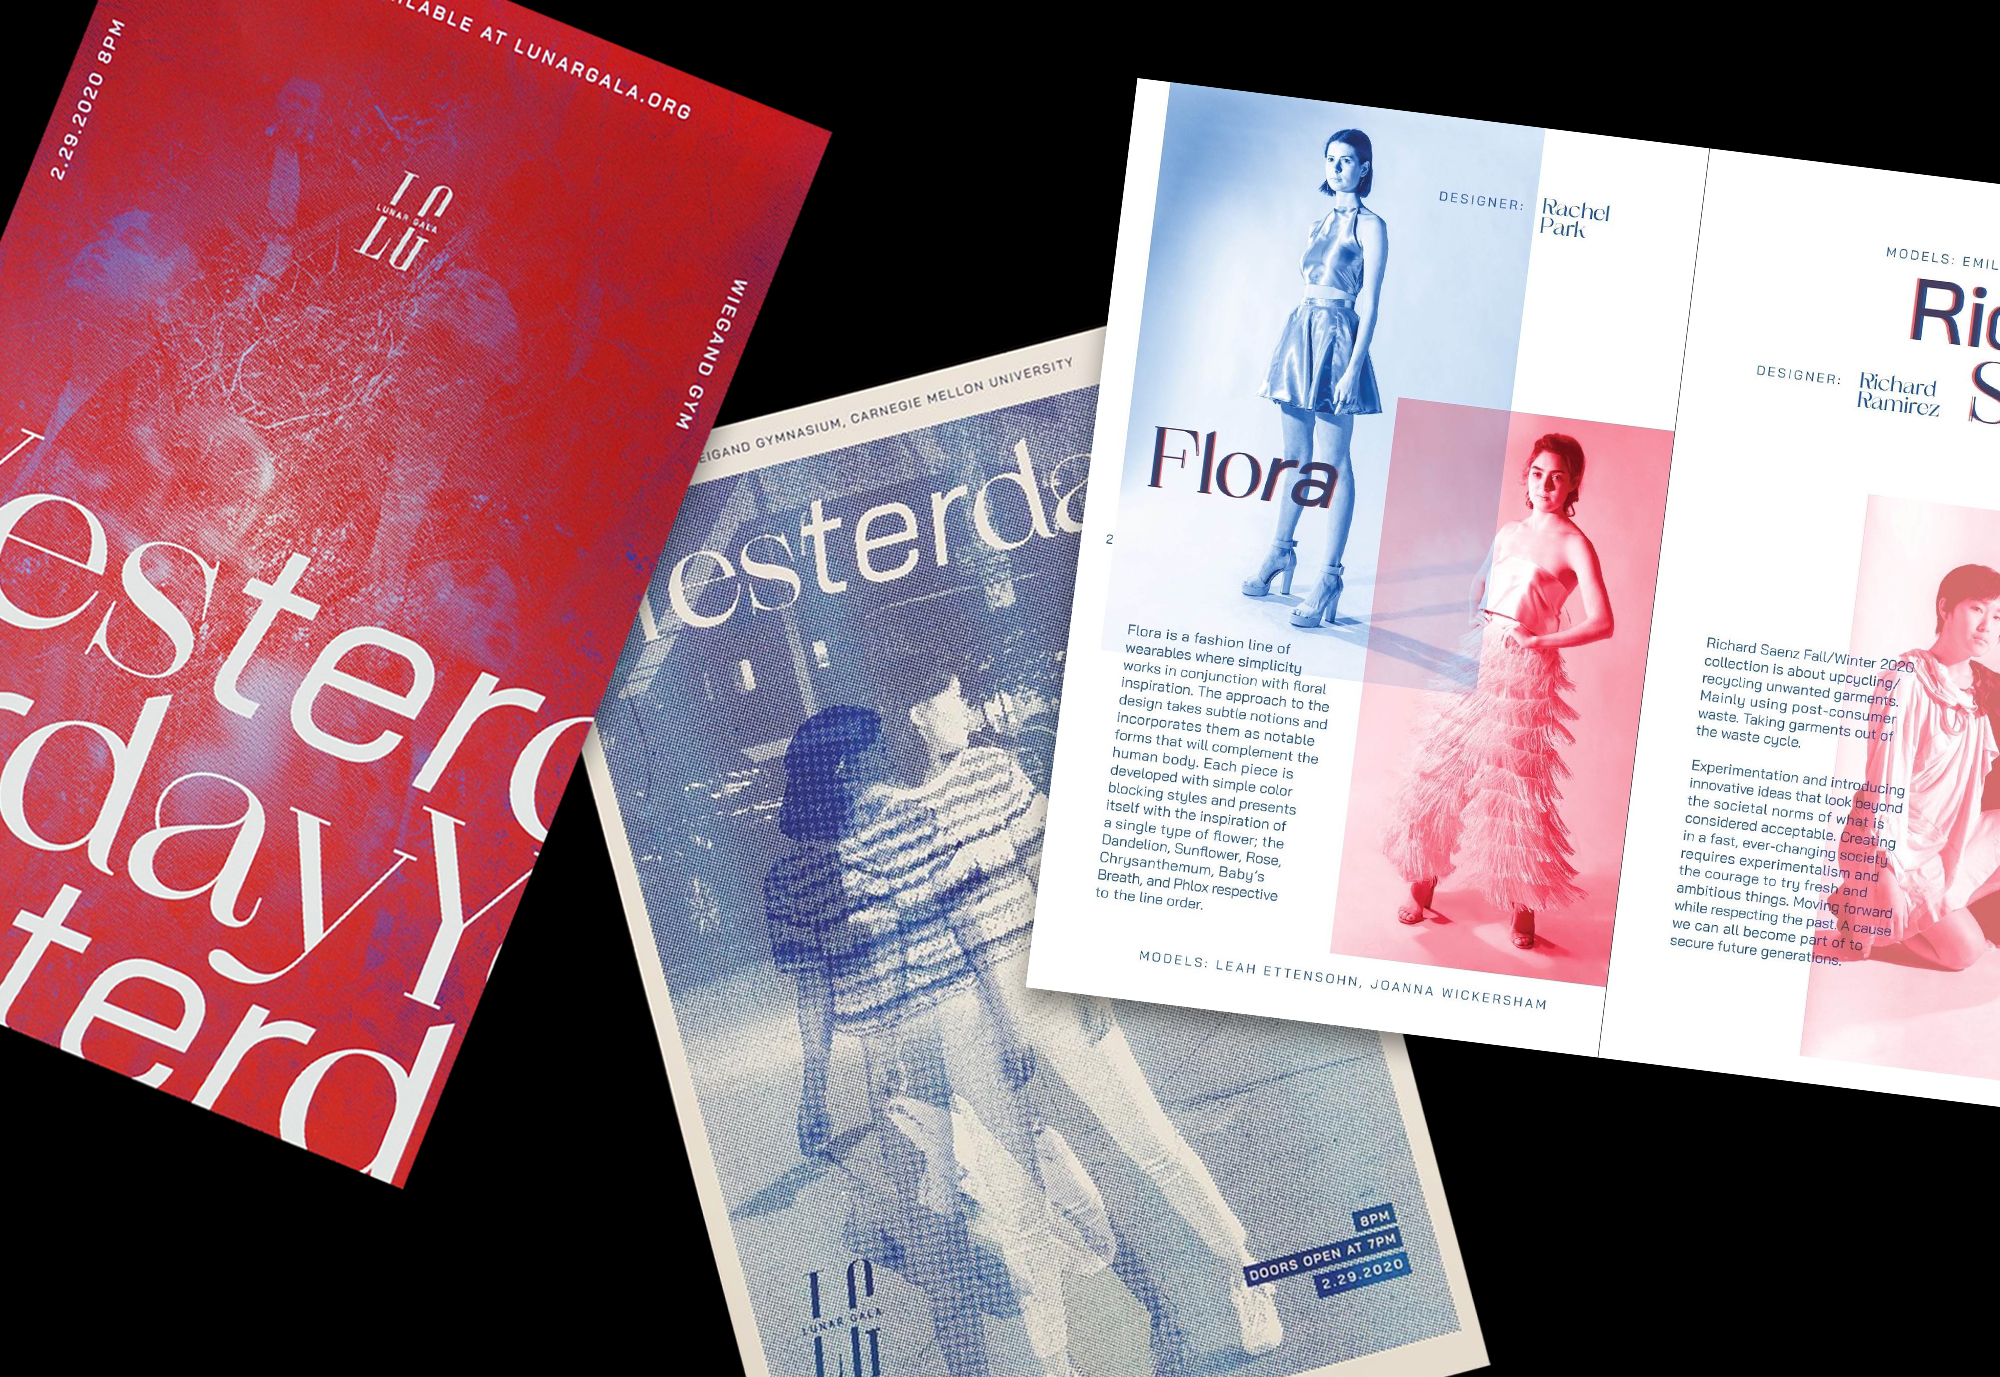 ILABLE AT LUNARGALA.ORG
2.29.2020 8PM
LUNAR GALA
WIEGAND GYM
Yesterd
rdayY
terd
EIGAND GYMNASIUM, CARNEGIE MELLON UNIVERSITY
Yesterda
2
8PM
DOORS OPEN AT 7PM
2.29.2020
LUNAR GALA
DESIGNER: Rachel
Park
Flora
Flora is a fashion line of
wearables where simplicity
works in conjunction with floral
inspiration. The approach to the
design takes subtle notions and
incorporates them as notable
forms that will complement the
human body. Each piece is
developed with simple color
blocking styles and presents
itself with the inspiration of
a single type of flower; the
Dandelion, Sunflower, Rose,
Chrysanthemum, Baby's
Breath, and Phlox respective
to the line order.
MODELS: LEAH ETTENSOHN, JOANNA WICKERSHAM
MODELS: EMIL
Ric
S
DESIGNER: Richard
Ramirez
Richard Saenz Fall/Winter 2020
collection is about upcycling/
recycling unwanted garments.
Mainly using post-consumer
waste. Taking garments out of
the waste cycle.
Experimentation and introducing
innovative ideas that look beyond
the societal norms of what is
considered acceptable. Creating
in a fast, ever-changing society
requires experimentalism and
the courage to try fresh and
ambitious things. Moving forward
while respecting the past. A cause
we can all become part of to
secure future generations.